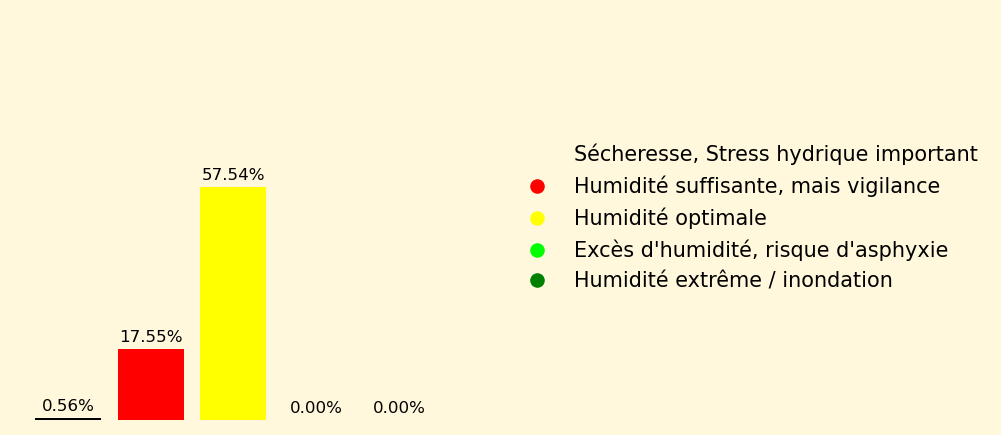 57.54%
17.55%
0.56%
0.00%
0.00%
Sécheresse, Stress hydrique important
Humidité suffisante, mais vigilance
Humidité optimale
Excès d'humidité, risque d'asphyxie
Humidité extrême / inondation